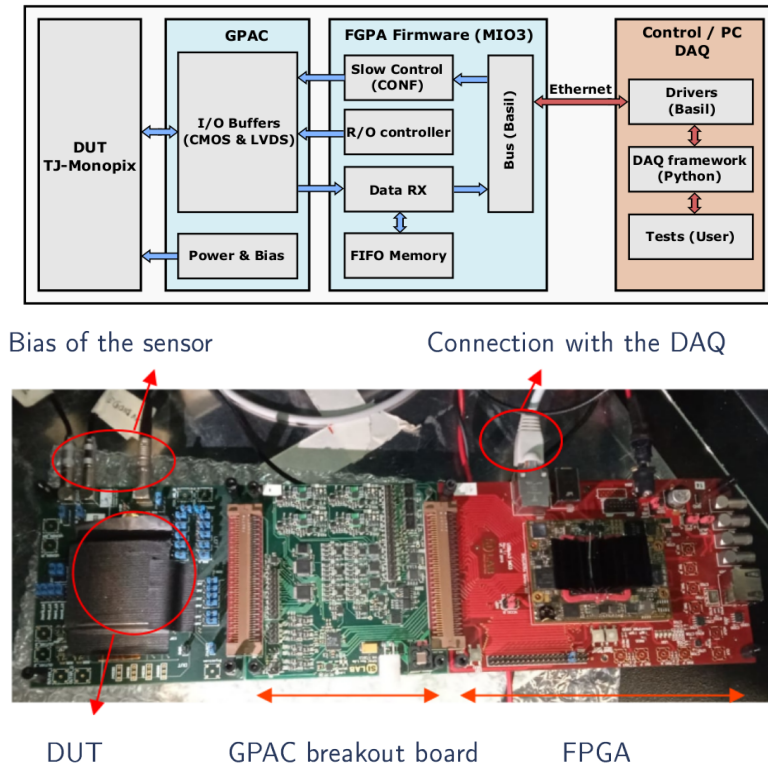 GPAC
FGPA Firmware (MIO3)
Control / PC
DAQ
DUT
TJ-Monopix
I/O Buffers
(CMOS & LVDS)
Power & Bias
Slow Control
(CONF)
R/O controller
Data RX
FIFO Memory
Bus (Basil)
Ethernet
Drivers
(Basil)
DAQ framework
(Python)
Tests (User)
Bias of the sensor
Connection with the DAQ
DUT
GPAC breakout board
FPGA